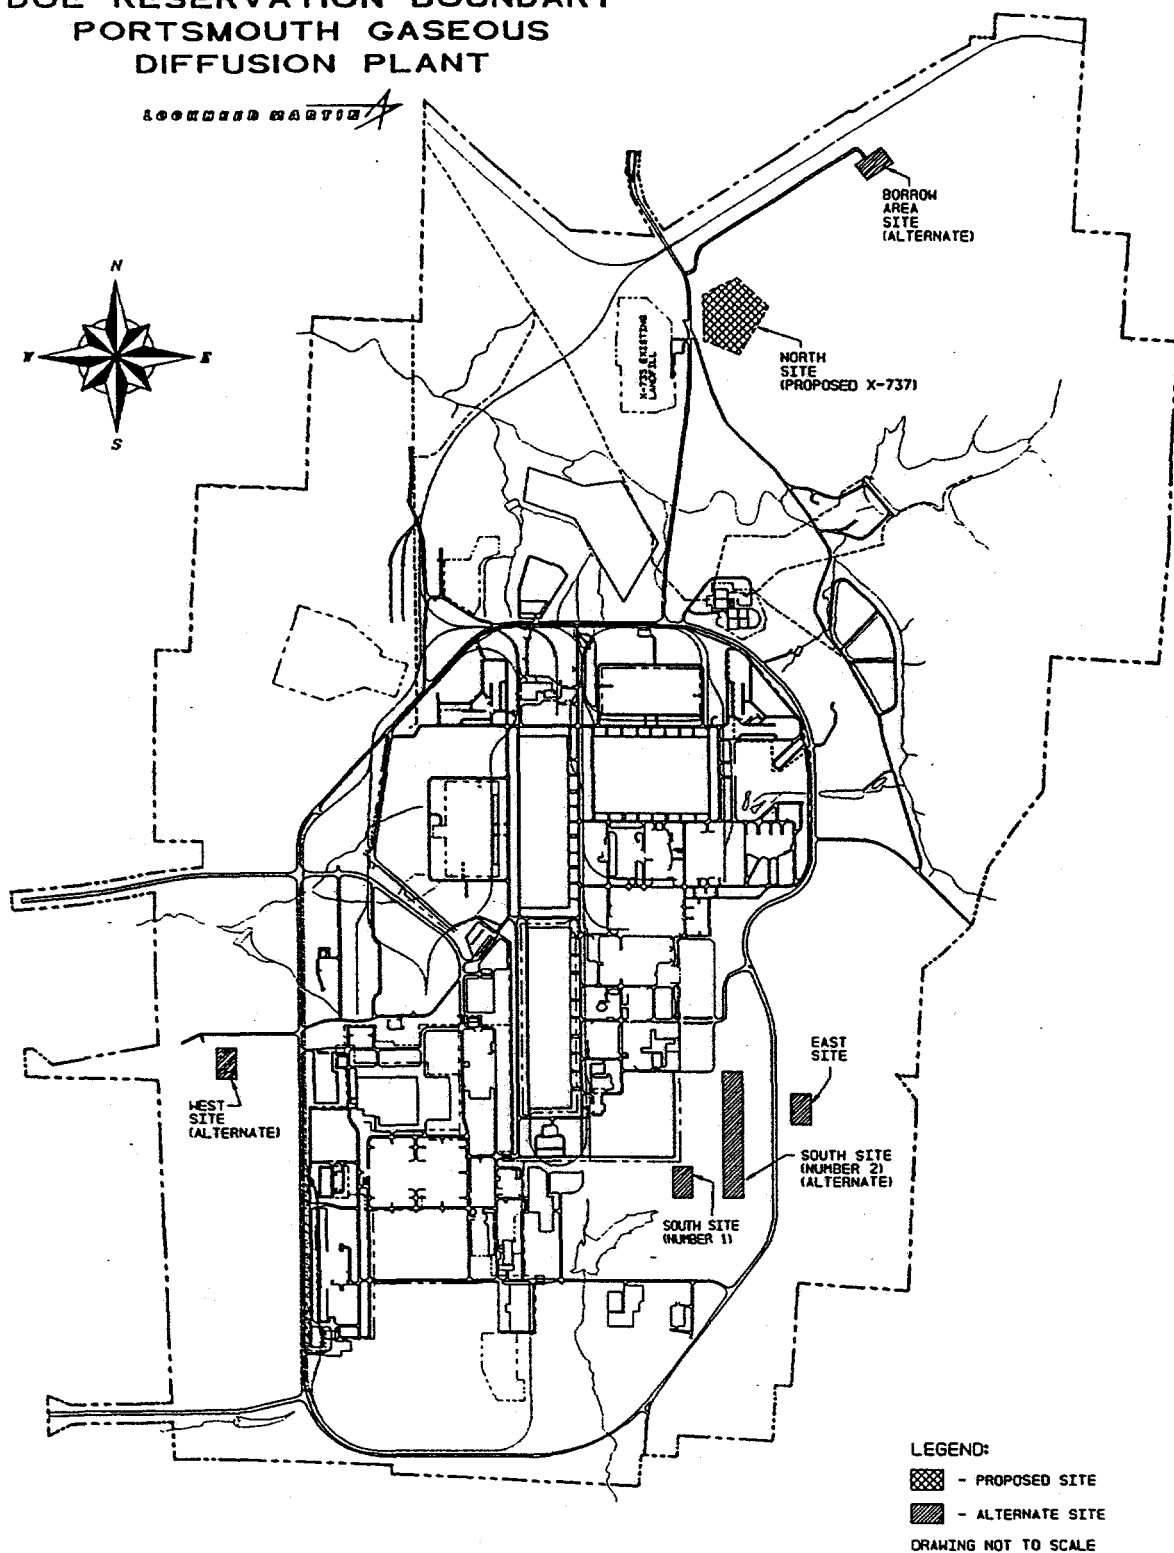 DOE RESERVATION BOUNDARY
PORTSMOUTH GASEOUS
DIFFUSION PLANT
LOCKHEED MARTIN
N
W
E
S
BORROW
AREA
SITE
(ALTERNATE)
X-735 EXISTING
LANDFILL
NORTH
SITE
(PROPOSED X-737)
EAST
SITE
WEST
SITE
(ALTERNATE)
SOUTH SITE
(NUMBER 2)
(ALTERNATE)
SOUTH SITE
(NUMBER 1)
LEGEND:
- PROPOSED SITE
- ALTERNATE SITE
DRAWING NOT TO SCALE